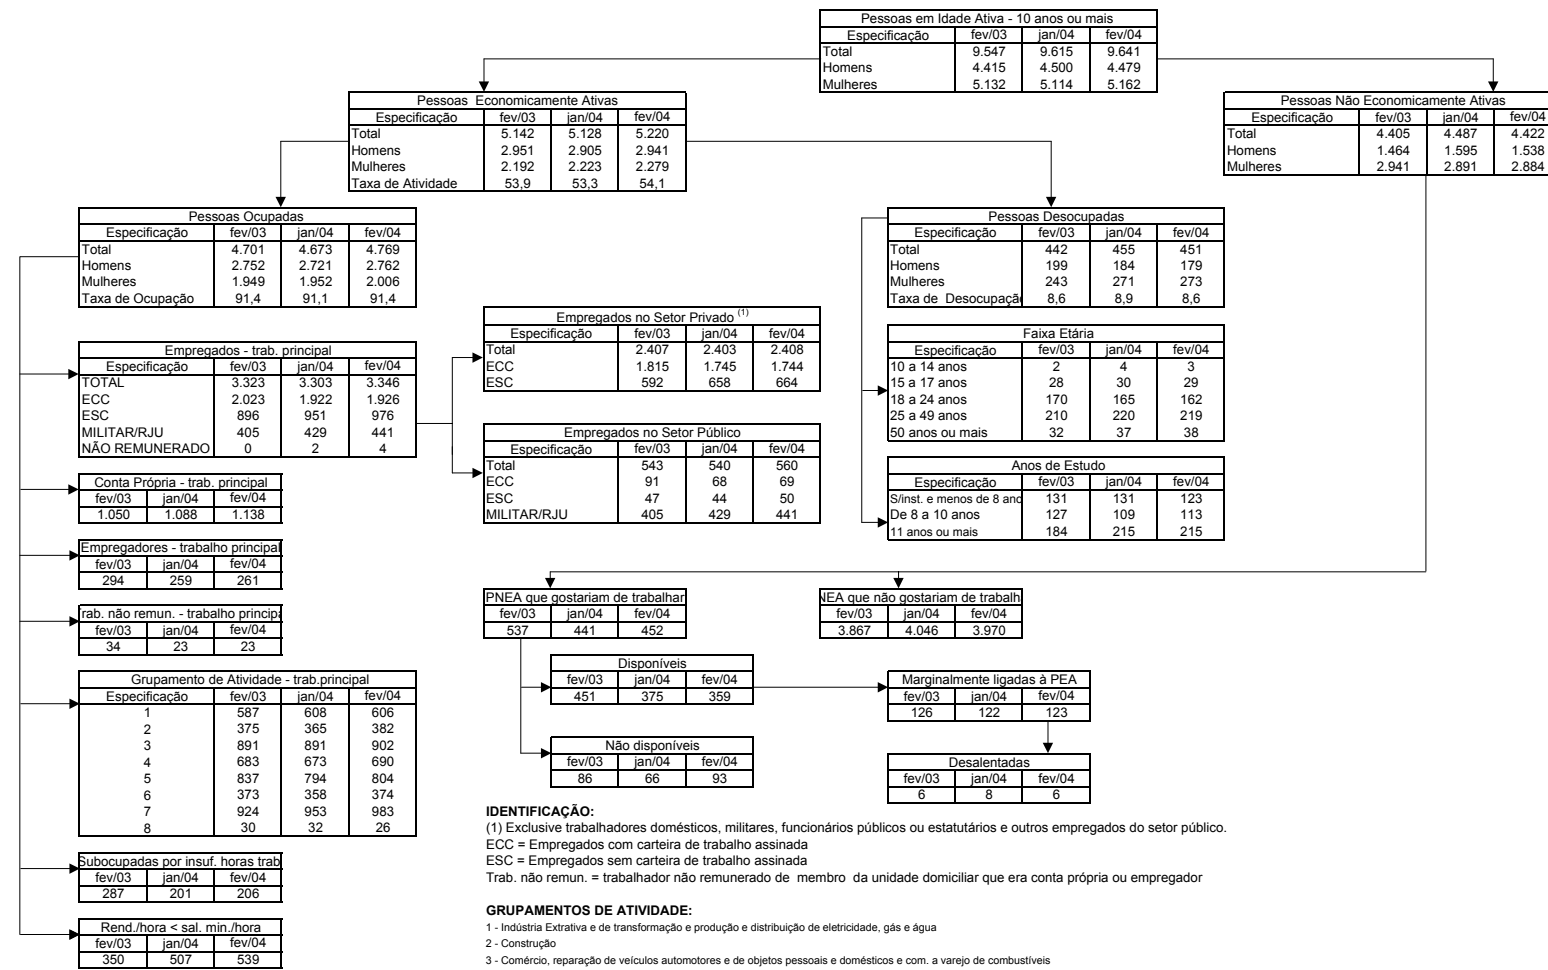 Pessoas em Idade Ativa - 10 anos ou mais
Especificação fev/03 jan/04 fev/04
Total 9.547 9.615 9.641
Homens 4.415 4.500 4.479
Mulheres 5.132 5.114 5.162
Pessoas Economicamente Ativas
Especificação fev/03 jan/04 fev/04
Total 5.142 5.128 5.220
Homens 2.951 2.905 2.941
Mulheres 2.192 2.223 2.279
Taxa de Atividade 53,9 53,3 54,1
Pessoas Não Economicamente Ativas
Especificação fev/03 jan/04 fev/04
Total 4.405 4.487 4.422
Homens 1.464 1.595 1.538
Mulheres 2.941 2.891 2.884
Pessoas Ocupadas
Especificação fev/03 jan/04 fev/04
Total 4.701 4.673 4.769
Homens 2.752 2.721 2.762
Mulheres 1.949 1.952 2.006
Taxa de Ocupação 91,4 91,1 91,4
Pessoas Desocupadas
Especificação fev/03 jan/04 fev/04
Total 442 455 451
Homens 199 184 179
Mulheres 243 271 273
Taxa de Desocupaçã 8,6 8,9 8,6
Empregados - trab. principal
Especificação fev/03 jan/04 fev/04
TOTAL 3.323 3.303 3.346
ECC 2.023 1.922 1.926
ESC 896 951 976
MILITAR/RJU 405 429 441
NÃO REMUNERADO 0 2 4
Empregados no Setor Privado (1)
Especificação fev/03 jan/04 fev/04
Total 2.407 2.403 2.408
ECC 1.815 1.745 1.744
ESC 592 658 664
Empregados no Setor Público
Especificação fev/03 jan/04 fev/04
Total 543 540 560
ECC 91 68 69
ESC 47 44 50
MILITAR/RJU 405 429 441
Faixa Etária
Especificação fev/03 jan/04 fev/04
10 a 14 anos 2 4 3
15 a 17 anos 28 30 29
18 a 24 anos 170 165 162
25 a 49 anos 210 220 219
50 anos ou mais 32 37 38
Anos de Estudo
Especificação fev/03 jan/04 fev/04
S/inst. e menos de 8 ano 131 131 123
De 8 a 10 anos 127 109 113
11 anos ou mais 184 215 215
Conta Própria - trab. principal
fev/03 jan/04 fev/04
1.050 1.088 1.138
Empregadores - trabalho principal
fev/03 jan/04 fev/04
294 259 261
rab. não remun. - trabalho principa
fev/03 jan/04 fev/04
34 23 23
PNEA que gostariam de trabalhar
fev/03 jan/04 fev/04
537 441 452
NEA que não gostariam de trabalh
fev/03 jan/04 fev/04
3.867 4.046 3.970
Disponíveis
fev/03 jan/04 fev/04
451 375 359
Marginalmente ligadas à PEA
fev/03 jan/04 fev/04
126 122 123
Não disponíveis
fev/03 jan/04 fev/04
86 66 93
Desalentadas
fev/03 jan/04 fev/04
6 8 6
Grupamento de Atividade - trab.principal
Especificação fev/03 jan/04 fev/04
1 587 608 606
2 375 365 382
3 891 891 902
4 683 673 690
5 837 794 804
6 373 358 374
7 924 953 983
8 30 32 26
Subocupadas por insuf. horas trab
fev/03 jan/04 fev/04
287 201 206
Rend./hora < sal. min./hora
fev/03 jan/04 fev/04
350 507 539
IDENTIFICAÇÃO:
(1) Exclusive trabalhadores domésticos, militares, funcionários públicos ou estatutários e outros empregados do setor público.
ECC = Empregados com carteira de trabalho assinada
ESC = Empregados sem carteira de trabalho assinada
Trab. não remun. = trabalhador não remunerado de membro da unidade domiciliar que era conta própria ou empregador
GRUPAMENTOS DE ATIVIDADE:
1 - Indústria Extrativa e de transformação e produção e distribuição de eletricidade, gás e água
2 - Construção
3 - Comércio, reparação de veículos automotores e de objetos pessoais e domésticos e com. a varejo de combustíveis